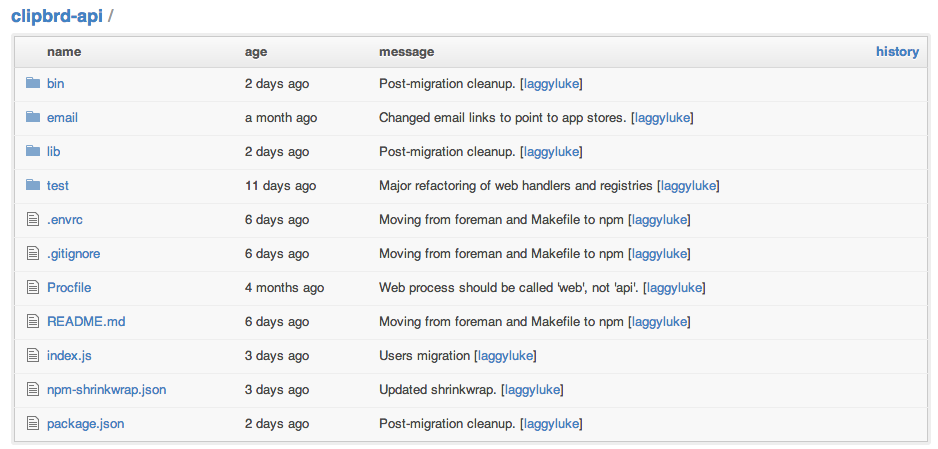 clipbrd-api /
name age message history
bin 2 days ago Post-migration cleanup. [laggyluke]
email a month ago Changed email links to point to app stores. [laggyluke]
lib 2 days ago Post-migration cleanup. [laggyluke]
test 11 days ago Major refactoring of web handlers and registries [laggyluke]
.envrc 6 days ago Moving from foreman and Makefile to npm [laggyluke]
.gitignore 6 days ago Moving from foreman and Makefile to npm [laggyluke]
Procfile 4 months ago Web process should be called 'web', not 'api'. [laggyluke]
README.md 6 days ago Moving from foreman and Makefile to npm [laggyluke]
index.js 3 days ago Users migration [laggyluke]
npm-shrinkwrap.json 3 days ago Updated shrinkwrap. [laggyluke]
package.json 2 days ago Post-migration cleanup. [laggyluke]